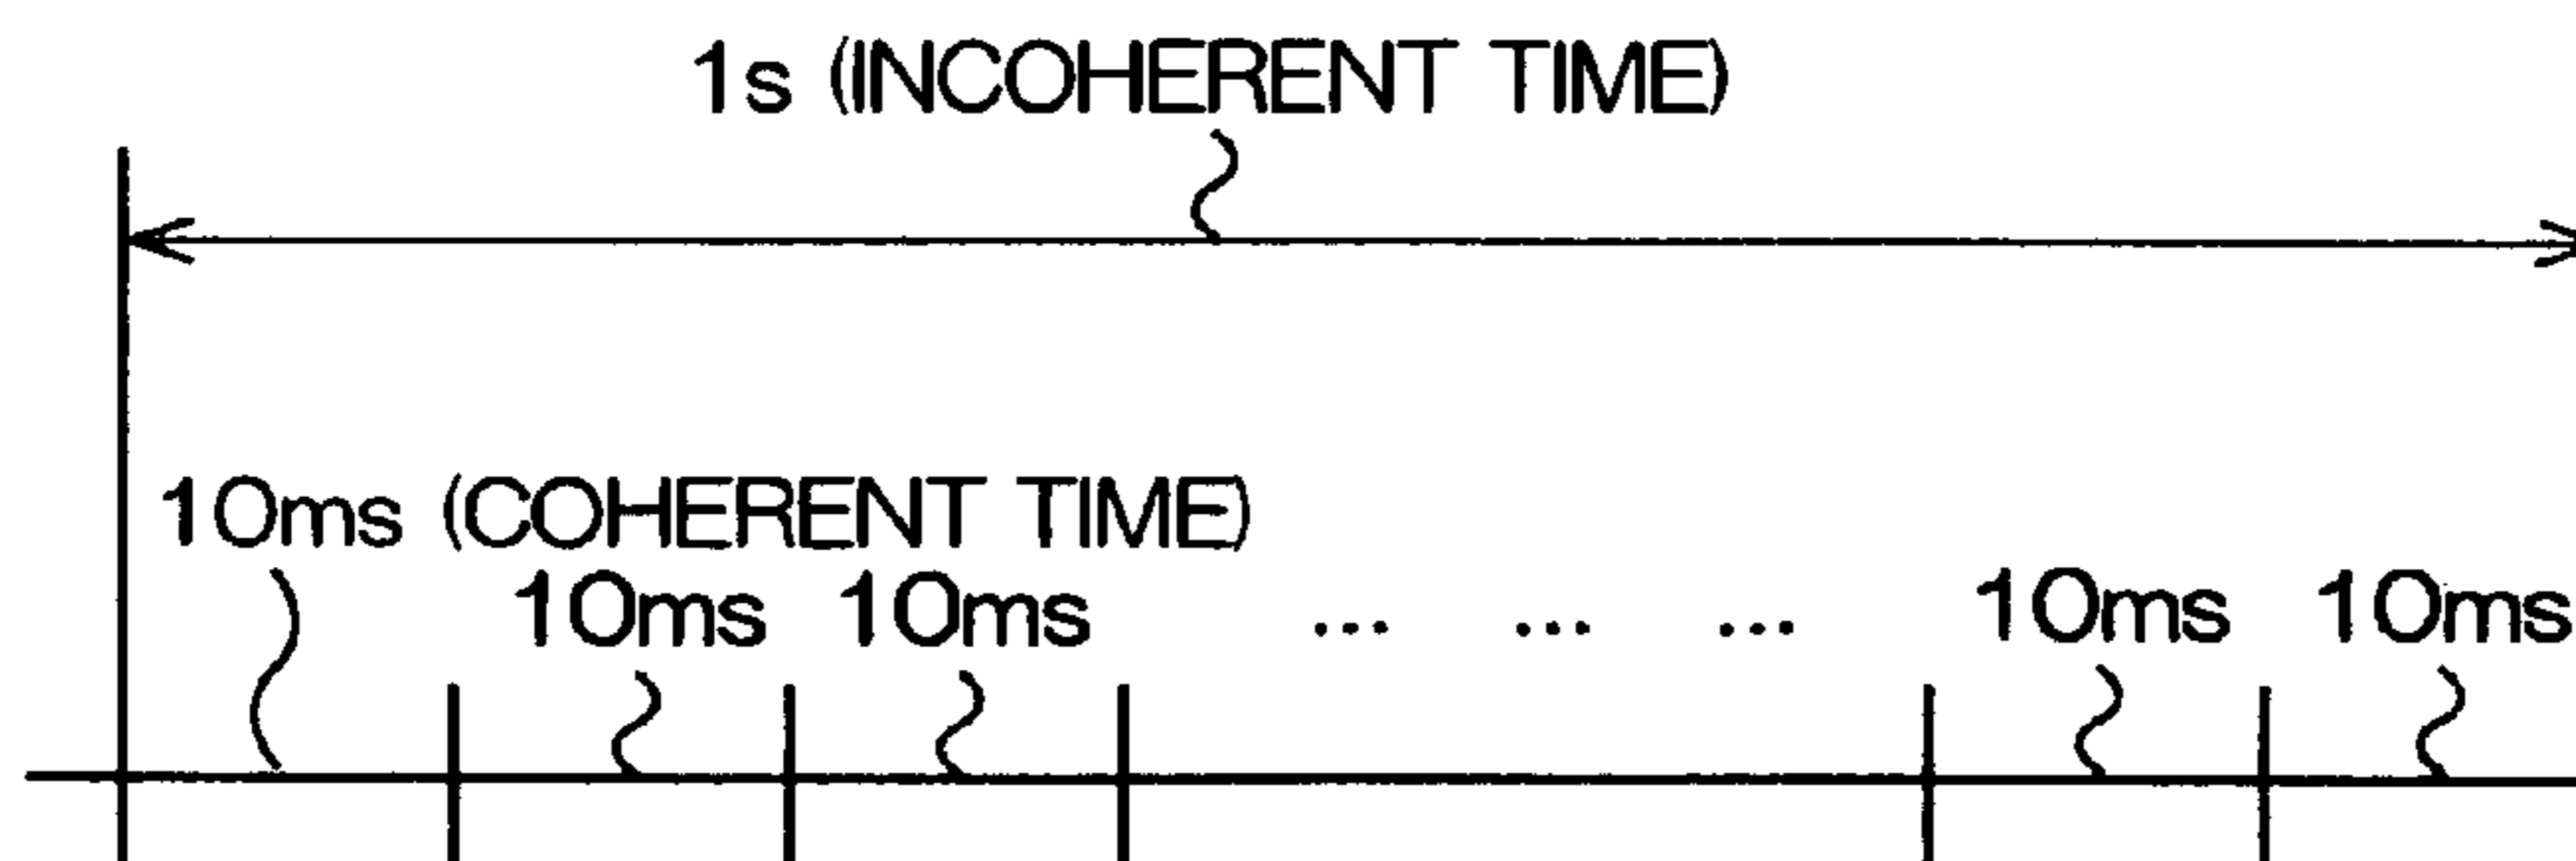 1s (INCOHERENT TIME)
10ms (COHERENT TIME)
10ms 10ms ... ... ... 10ms 10ms